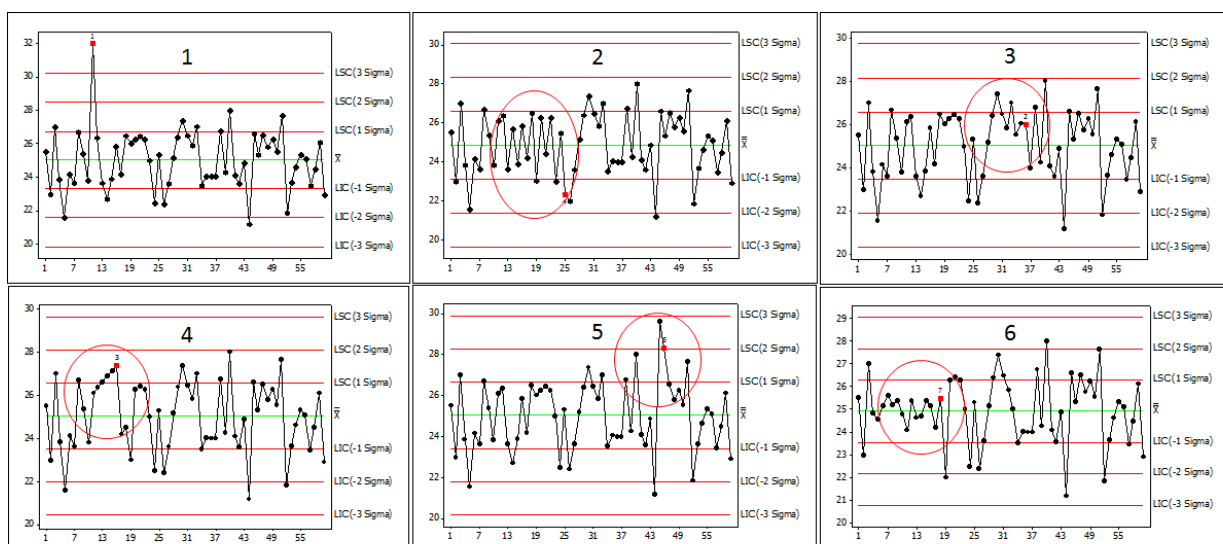 1
1
32
30
28
26
24
22
20
LSC(3 Sigma)
LSC(2 Sigma)
LSC(1 Sigma)
X
LIC(-1 Sigma)
LIC(-2 Sigma)
LIC(-3 Sigma)
1 7 13 19 25 31 37 43 49 55
2
30
28
26
24
22
20
LSC(3 Sigma)
LSC(2 Sigma)
LSC(1 Sigma)
X
LIC(-1 Sigma)
LIC(-2 Sigma)
LIC(-3 Sigma)
1 7 13 19 25 31 37 43 49 55
3
2
30
28
26
24
22
20
LSC(3 Sigma)
LSC(2 Sigma)
LSC(1 Sigma)
X
LIC(-1 Sigma)
LIC(-2 Sigma)
LIC(-3 Sigma)
1 7 13 19 25 31 37 43 49 55
4
3
30
28
26
24
22
20
LSC(3 Sigma)
LSC(2 Sigma)
LSC(1 Sigma)
X
LIC(-1 Sigma)
LIC(-2 Sigma)
LIC(-3 Sigma)
1 7 13 19 25 31 37 43 49 55
5
30
28
26
24
22
20
LSC(3 Sigma)
LSC(2 Sigma)
LSC(1 Sigma)
X
LIC(-1 Sigma)
LIC(-2 Sigma)
LIC(-3 Sigma)
1 7 13 19 25 31 37 43 49 55
6
7
29
28
27
26
25
24
23
22
21
20
LSC(3 Sigma)
LSC(2 Sigma)
LSC(1 Sigma)
X
LIC(-1 Sigma)
LIC(-2 Sigma)
LIC(-3 Sigma)
1 7 13 19 25 31 37 43 49 55